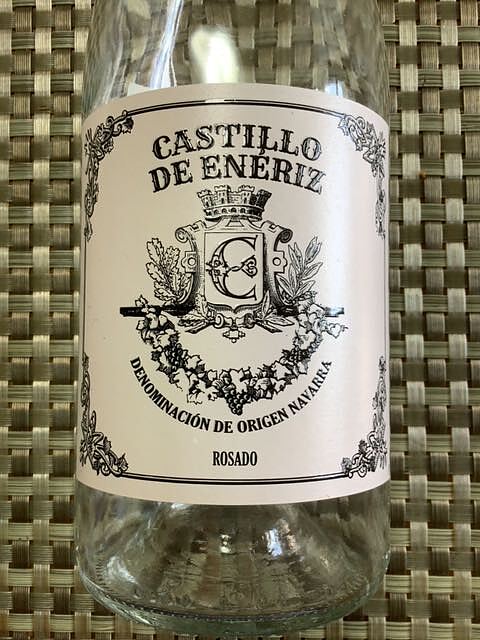 CASTILLO
DE ENÉRIZ
C
DENOMINACIÓN DE ORIGEN NAVARRA
ROSADO